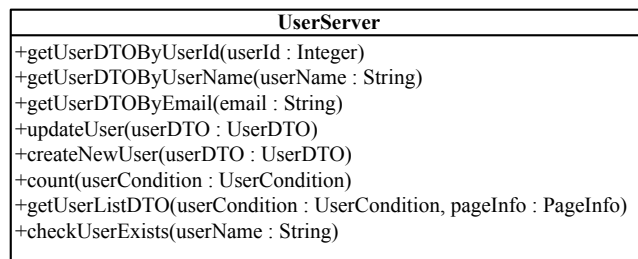 UserServer
+getUserDTOByUserId(userId : Integer)
+getUserDTOByUserName(userName : String)
+getUserDTOByEmail(email : String)
+updateUser(userDTO : UserDTO)
+createNewUser(userDTO : UserDTO)
+count(userCondition : UserCondition)
+getUserListDTO(userCondition : UserCondition, pageInfo : PageInfo)
+checkUserExists(userName : String)